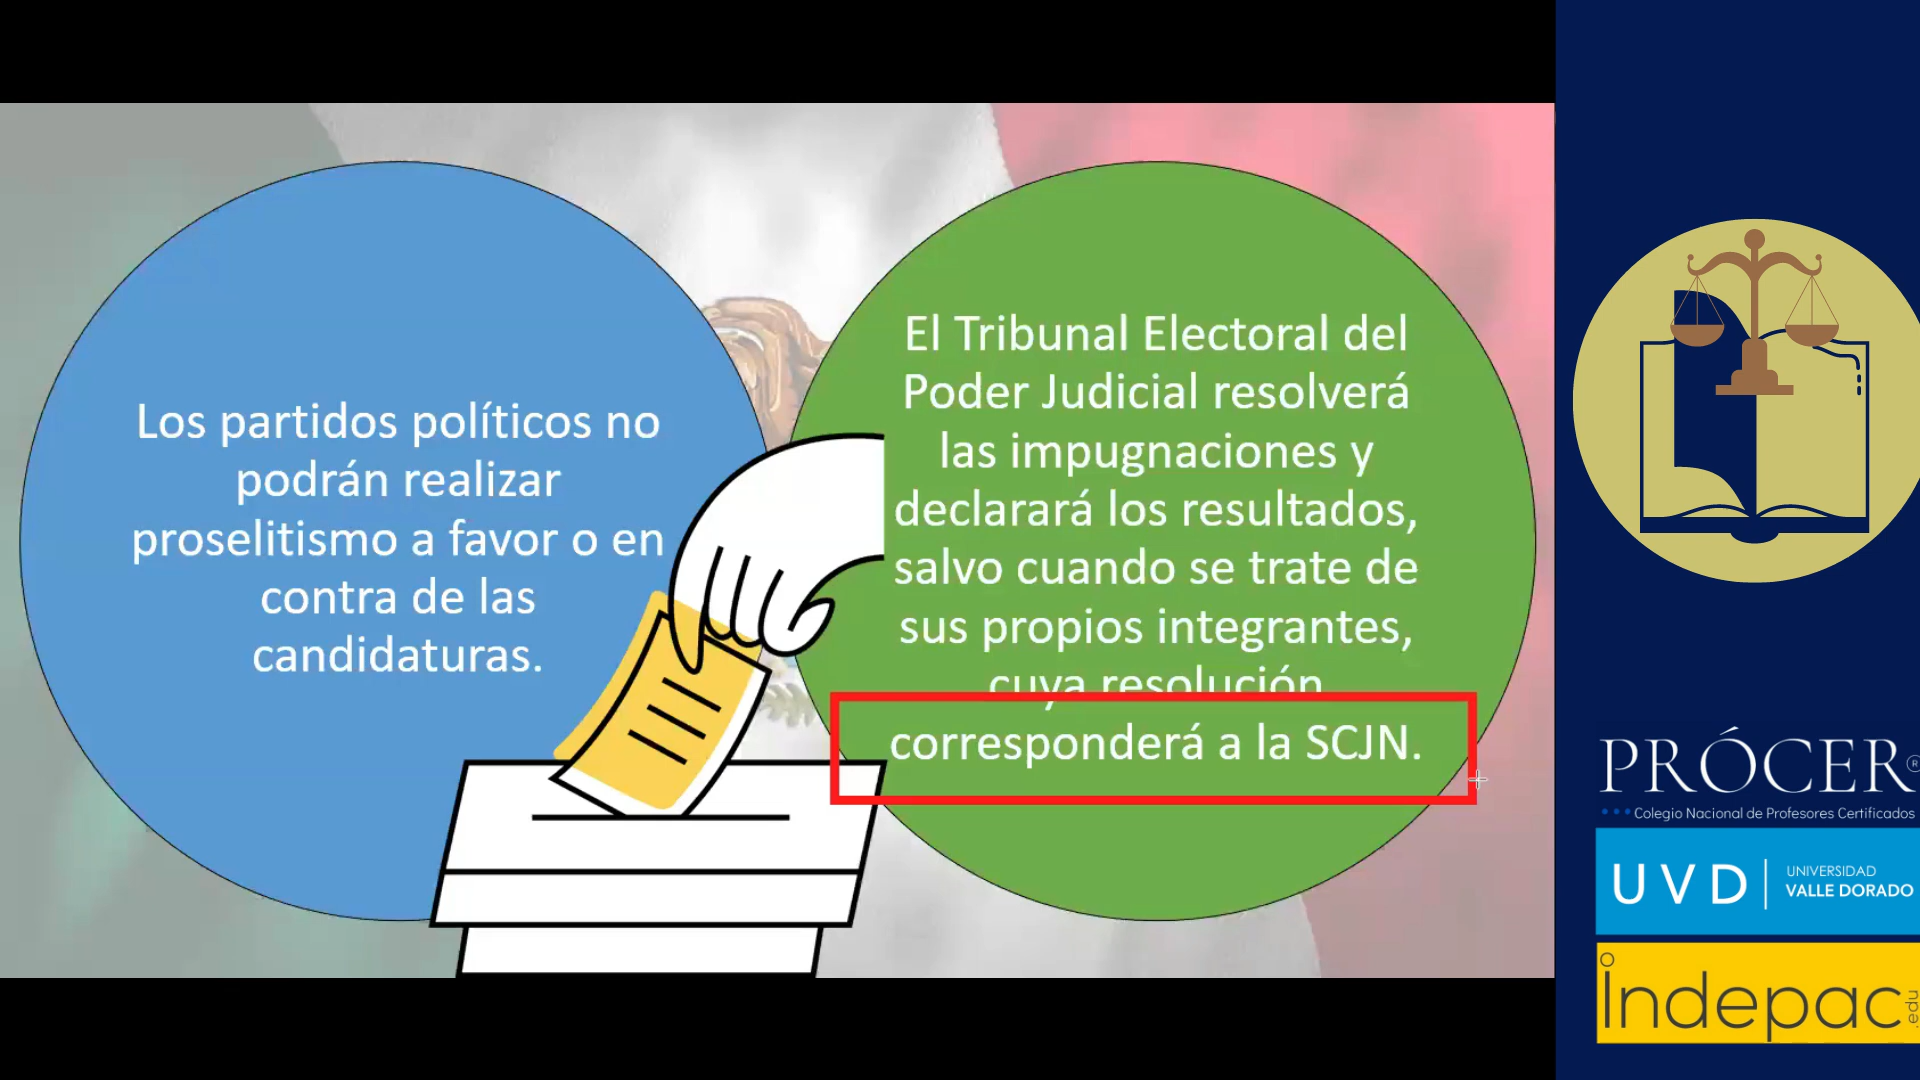 Los partidos políticos no
podrán realizar
proselitismo a favor o en
contra de las
candidaturas.
El Tribunal Electoral del
Poder Judicial resolverá
las impugnaciones y
declarará los resultados,
salvo cuando se trate de
sus propios integrantes,
cuya resolución
corresponderá a la SCJN.
PRÓCER®
Colegio Nacional de Profesores Certificados
UVD
UNIVERSIDAD
VALLE DORADO
Indepac
.edu